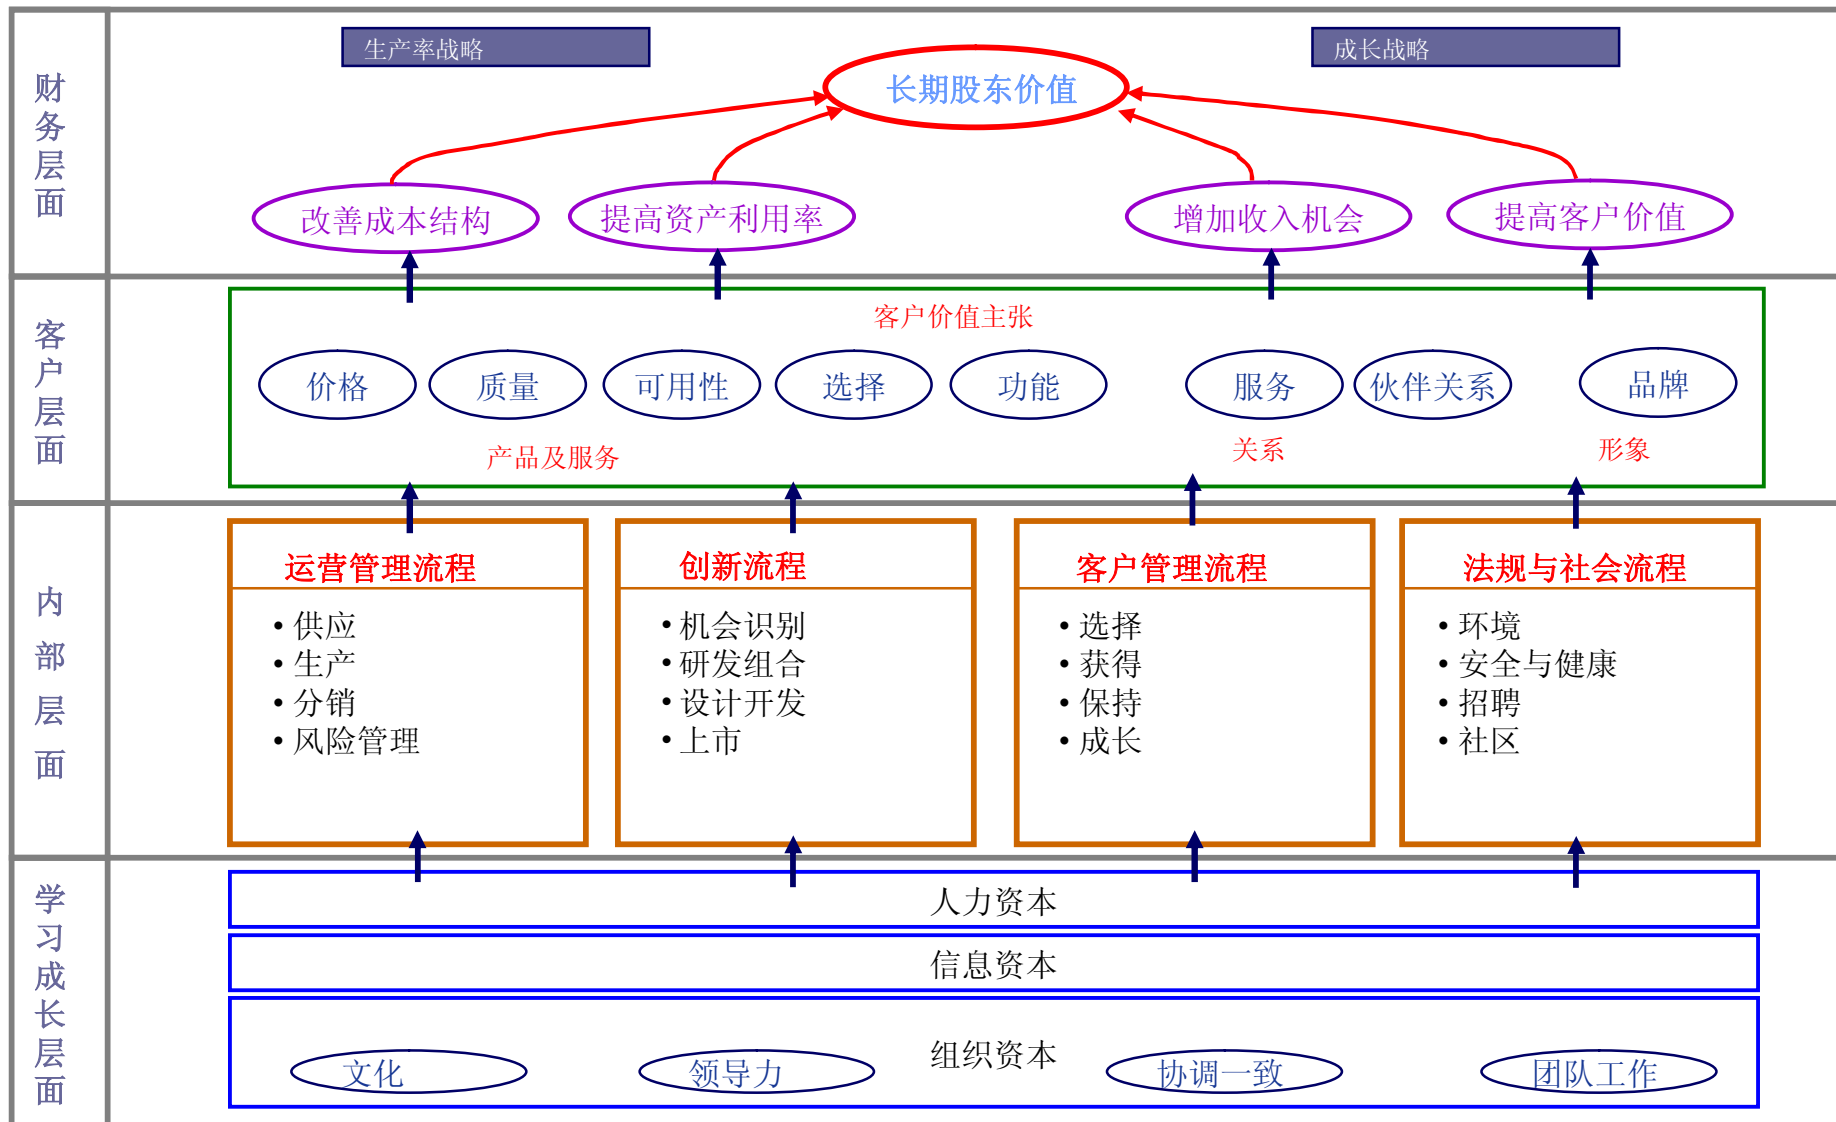 生产率战略
成长战略
长期股东价值
财务层面
改善成本结构
提高资产利用率
增加收入机会
提高客户价值
客户层面
客户价值主张
价格
质量
可用性
选择
功能
服务
伙伴关系
品牌
产品及服务
关系
形象
内部层面
运营管理流程
• 供应
• 生产
• 分销
• 风险管理
创新流程
• 机会识别
• 研发组合
• 设计开发
• 上市
客户管理流程
• 选择
• 获得
• 保持
• 成长
法规与社会流程
• 环境
• 安全与健康
• 招聘
• 社区
学习成长层面
人力资本
信息资本
组织资本
文化
领导力
协调一致
团队工作